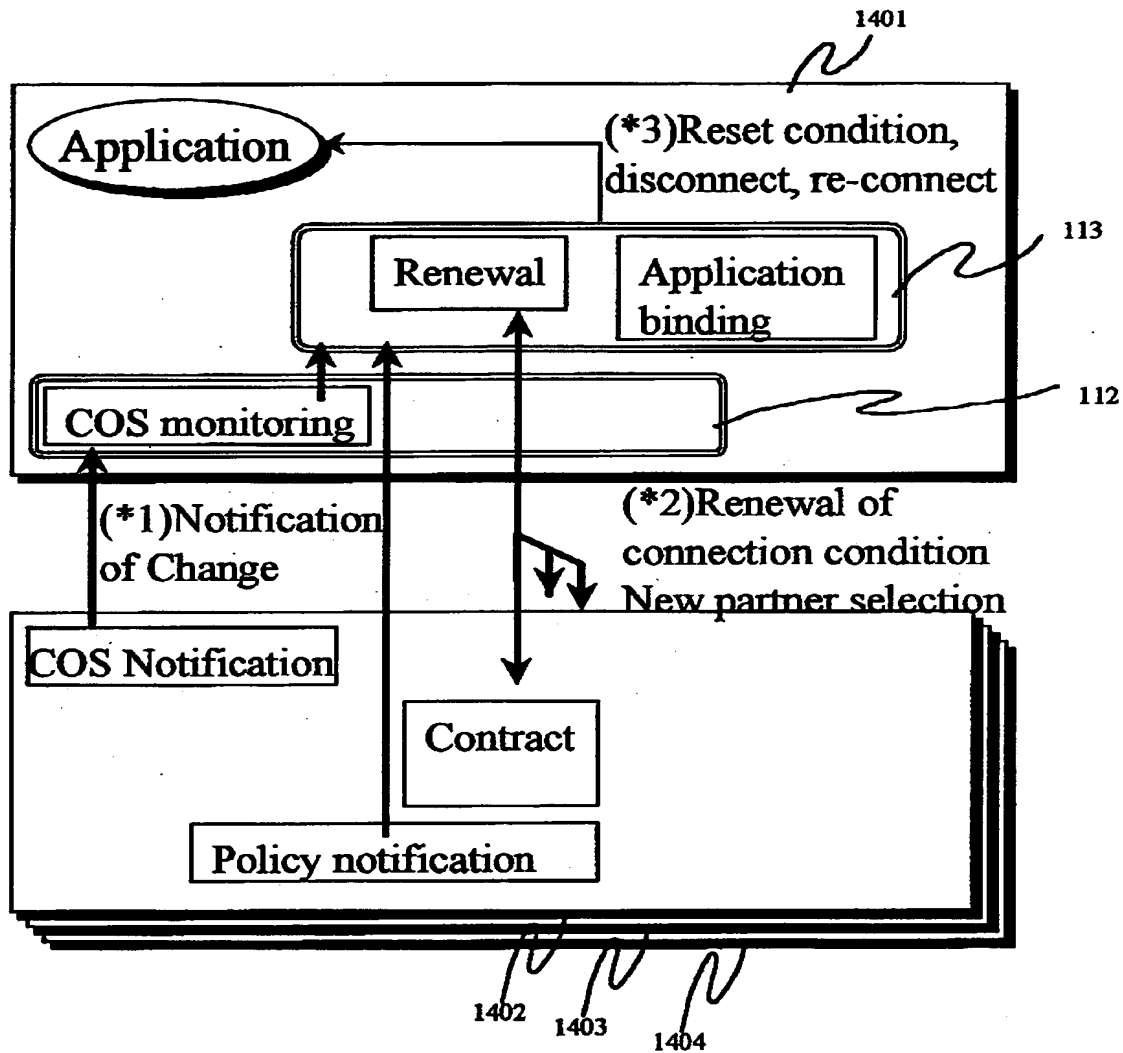 1401
Application
(*3)Reset condition,
disconnect, re-connect
113
Renewal
Application
binding
112
COS monitoring
(*1)Notification
of Change
(*2)Renewal of
connection condition
New partner selection
COS Notification
Contract
Policy notification
1402
1403
1404